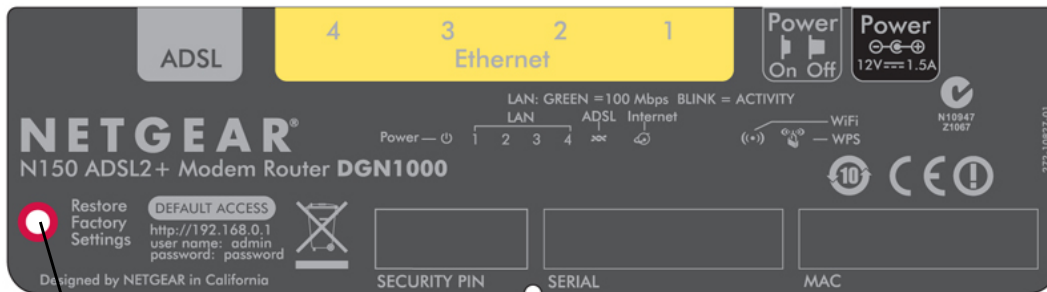 ADSL
4 3 2 1
Ethernet
Power
On Off
Power
12V 1.5A
LAN: GREEN =100 Mbps BLINK = ACTIVITY
NETGEAR®
Power
LAN
1 2 3 4
ADSL
Internet
WiFi
WPS
N10947
Z1067
N150 ADSL2+ Modem Router DGN1000
10
CE
272-10827-01
Restore
Factory
Settings
DEFAULT ACCESS
http://192.168.0.1
user name: admin
password: password
Designed by NETGEAR in California
SECURITY PIN
SERIAL
MAC